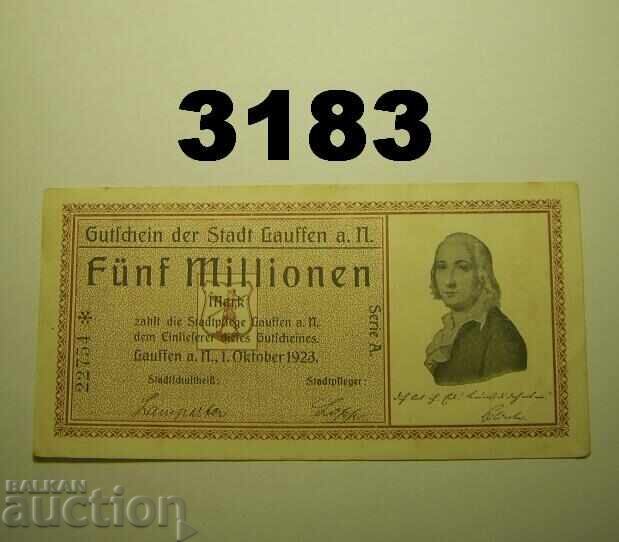 3183
Gutschein der Stadt Lauffen a. N.
Fünf Millionen
Mark
zahlt die Stadtpflege Lauffen a. N.
dem Einlieferer dieses Gutscheines.
Lauffen a. N., 1. Oktober 1923.
Stadtschultheiß: Stadtpfleger:
22754 *
Serie A.
BALKAN
auction